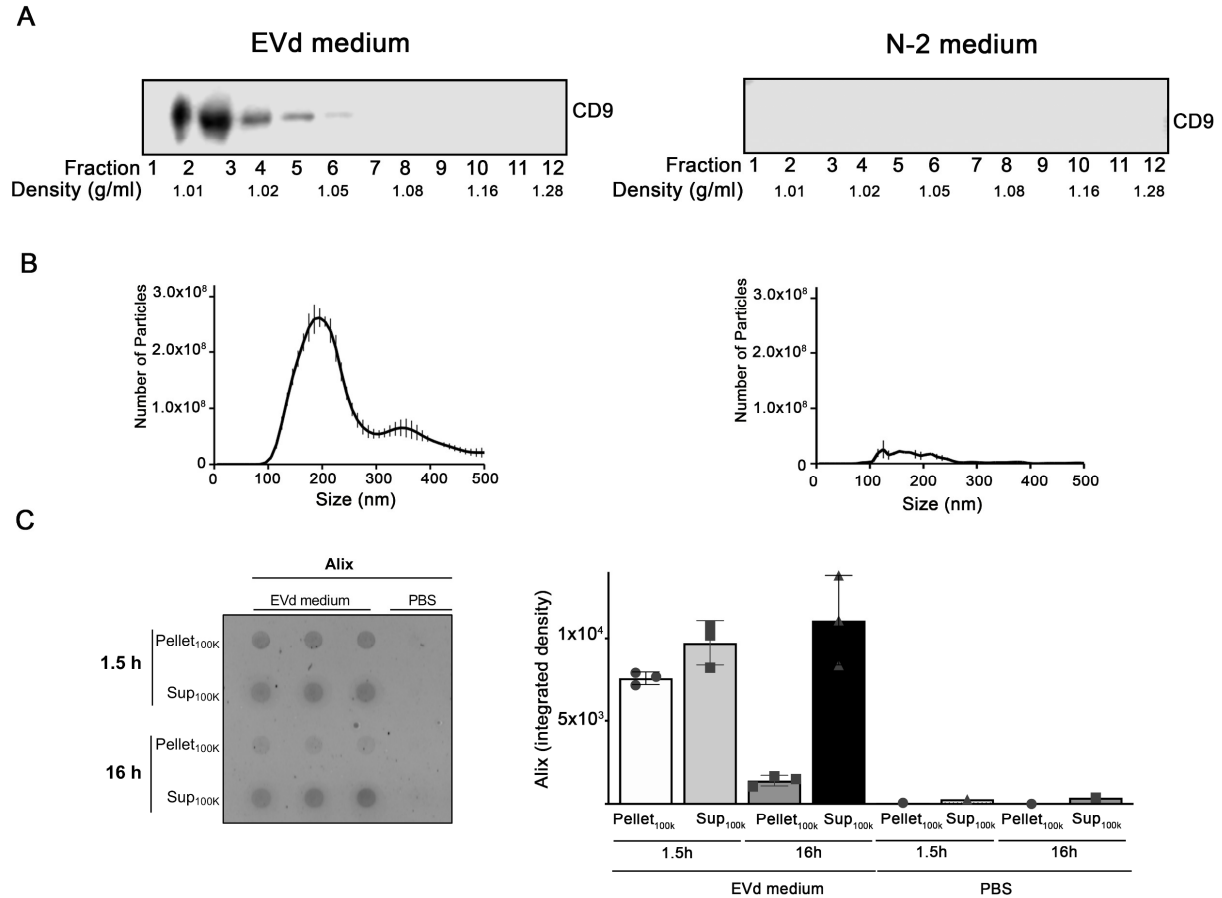 A
EVd medium
N-2 medium
CD9
CD9
Fraction 1 2 3 4 5 6 7 8 9 10 11 12
Density (g/ml) 1.01 1.02 1.05 1.08 1.16 1.28
Fraction 1 2 3 4 5 6 7 8 9 10 11 12
Density (g/ml) 1.01 1.02 1.05 1.08 1.16 1.28
B
Number of Particles
3.0x10⁸
2.0x10⁸
1.0x10⁸
0
0 100 200 300 400 500
Size (nm)
Number of Particles
3.0x10⁸
2.0x10⁸
1.0x10⁸
0
0 100 200 300 400 500
Size (nm)
C
Alix
EVd medium PBS
1.5 h
Pellet100K
Sup100K
16 h
Pellet100K
Sup100K
Alix (integrated density)
1x10⁴
5x10³
Pellet100k Sup100k Pellet100k Sup100k Pellet100k Sup100k Pellet100k Sup100k
1.5h 16h 1.5h 16h
EVd medium PBS